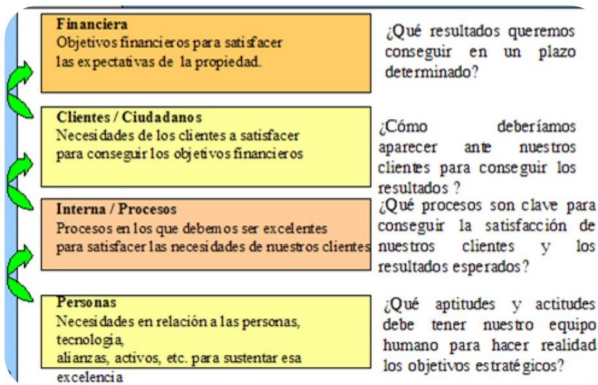 Financiera
Objetivos financieros para satisfacer
las expectativas de la propiedad.
¿Qué resultados queremos
conseguir en un plazo
determinado?
Clientes / Ciudadanos
Necesidades de los clientes a satisfacer
para conseguir los objetivos financieros
¿Cómo deberíamos
aparecer ante nuestros
clientes para conseguir los
resultados ?
Interna / Procesos
Procesos en los que debemos ser excelentes
para satisfacer las necesidades de nuestros clientes
¿Qué procesos son clave para
conseguir la satisfacción de
nuestros clientes y los
resultados esperados?
Personas
Necesidades en relación a las personas,
tecnología,
alianzas, activos, etc. para sustentar esa
excelencia
¿Qué aptitudes y actitudes
debe tener nuestro equipo
humano para hacer realidad
los objetivos estratégicos?